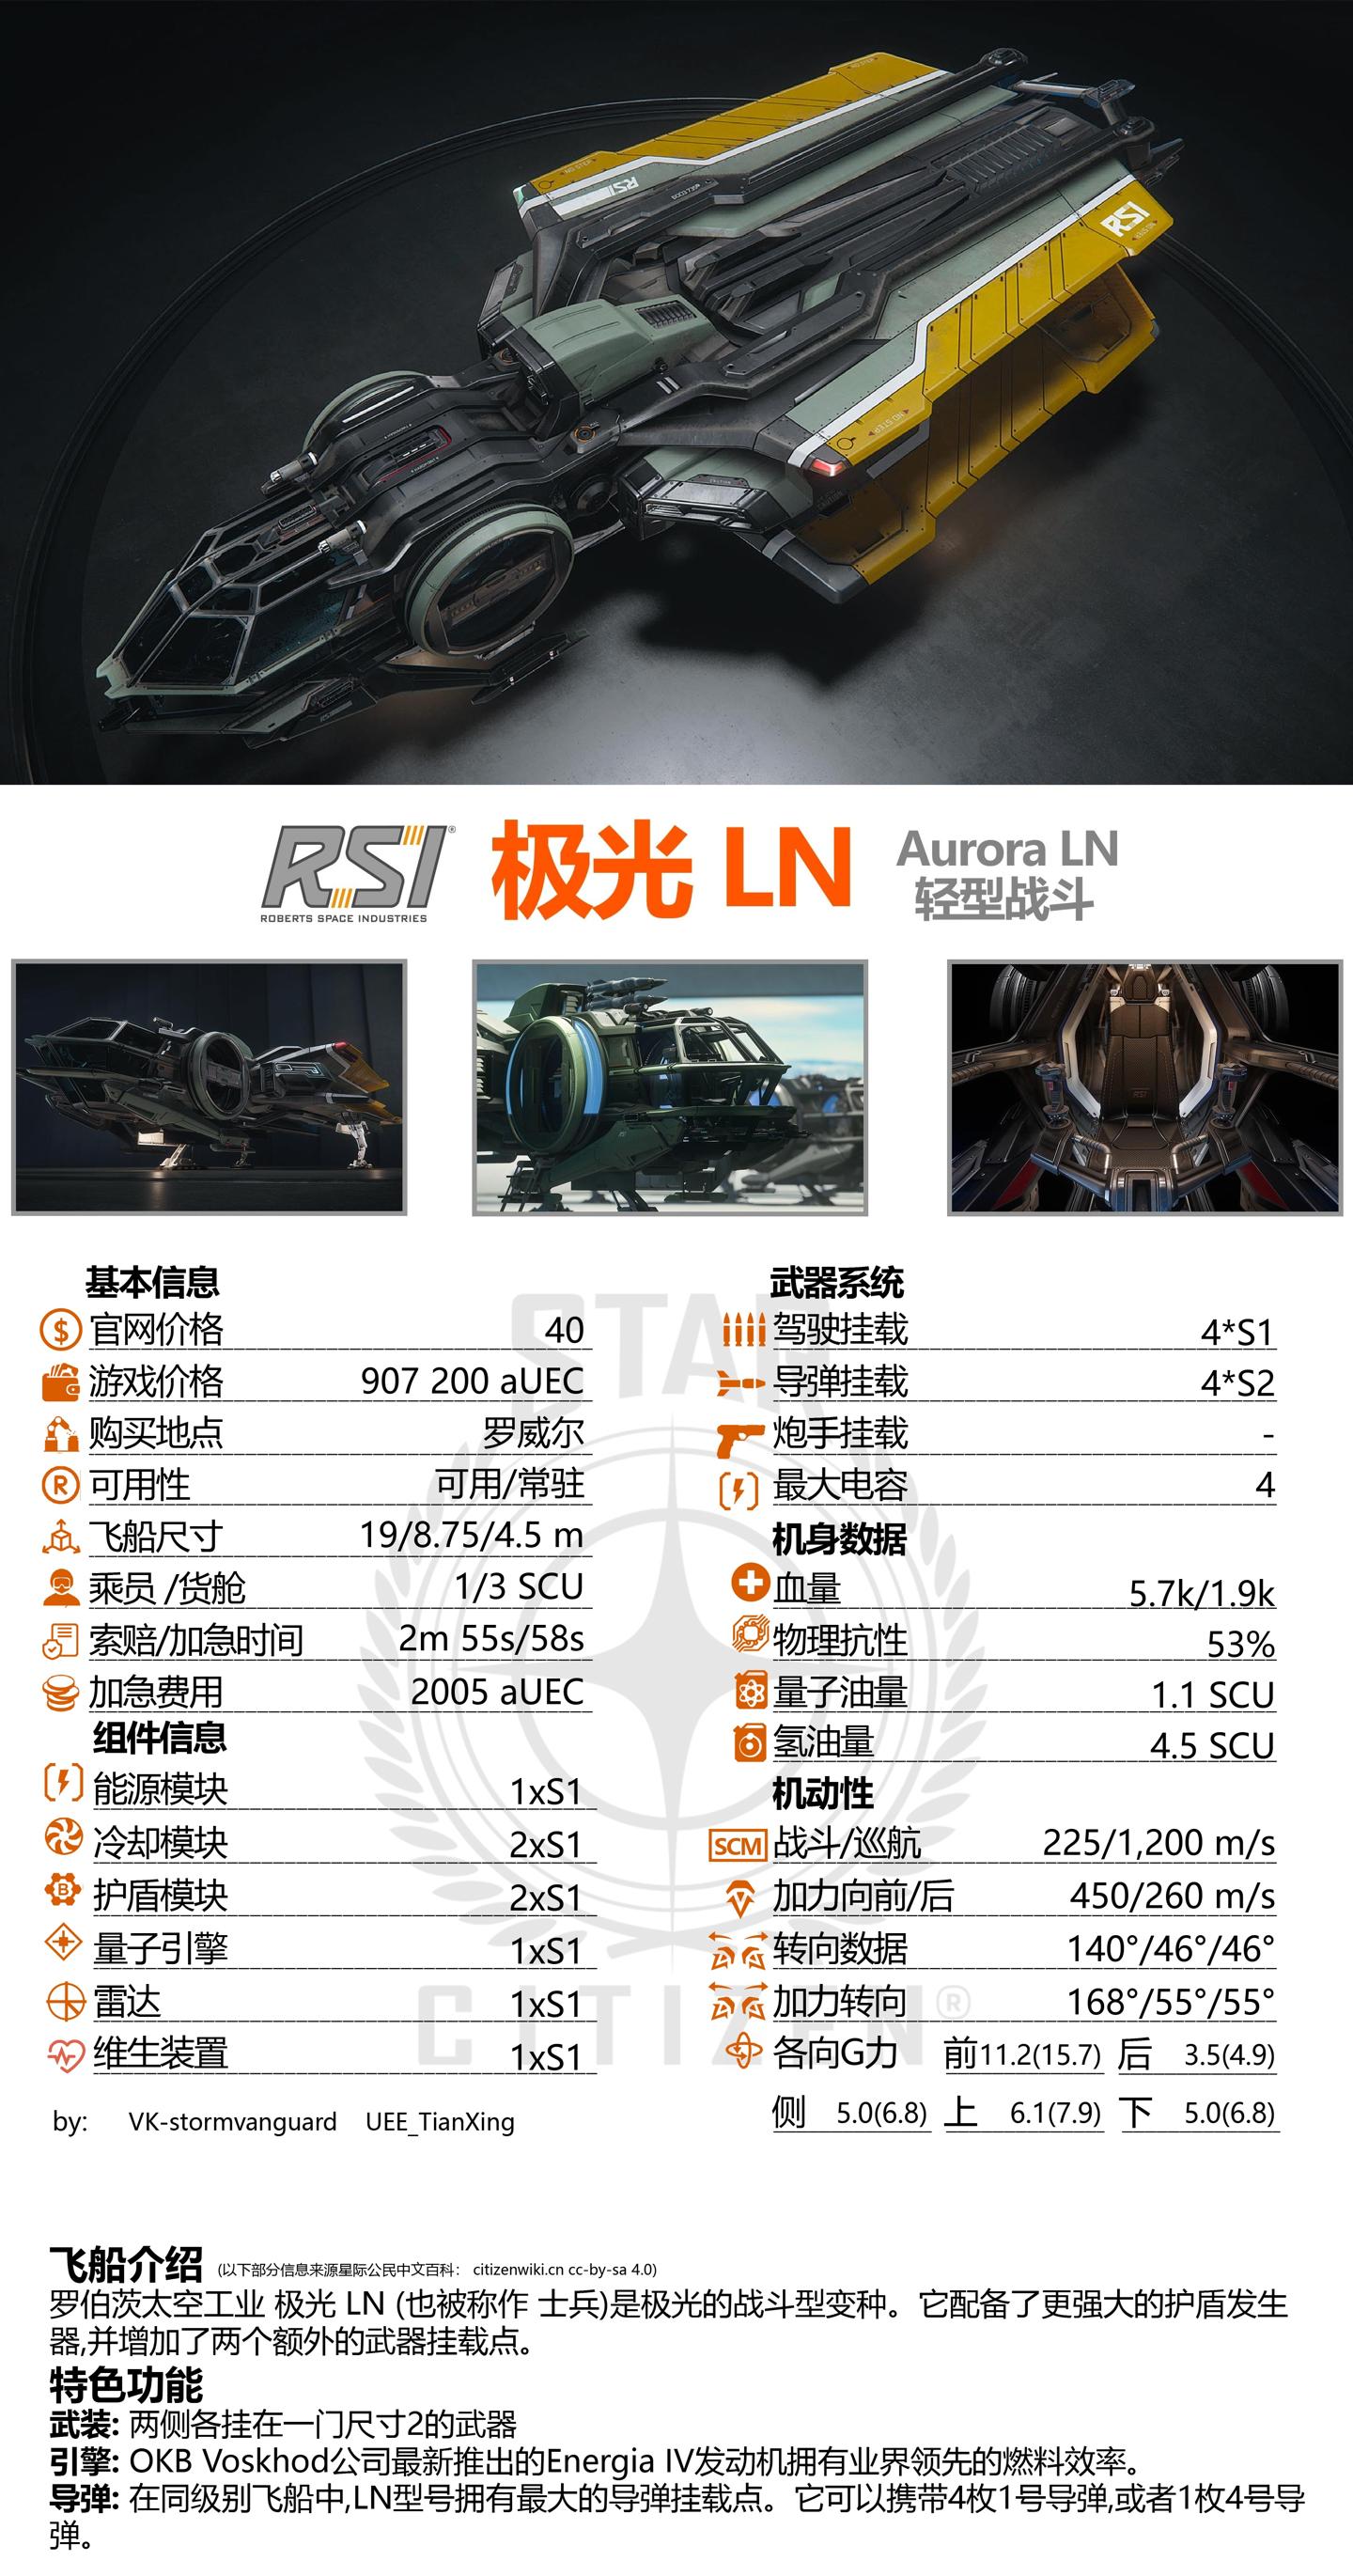 RSI
RSI
NO STEP
RSI
ROBERTS SPACE INDUSTRIES
极光 LN
Aurora LN
轻型战斗
基本信息
官网价格 40
游戏价格 907 200 aUEC
购买地点 罗威尔
可用性 可用/常驻
飞船尺寸 19/8.75/4.5 m
乘员 /货舱 1/3 SCU
索赔/加急时间 2m 55s/58s
加急费用 2005 aUEC
组件信息
能源模块 1xS1
冷却模块 2xS1
护盾模块 2xS1
量子引擎 1xS1
雷达 1xS1
维生装置 1xS1
by: VK-stormvanguard UEE_TianXing
武器系统
驾驶挂载 4*S1
导弹挂载 4*S2
炮手挂载 -
最大电容 4
机身数据
血量 5.7k/1.9k
物理抗性 53%
量子油量 1.1 SCU
氢油量 4.5 SCU
机动性
SCM 战斗/巡航 225/1,200 m/s
加力向前/后 450/260 m/s
转向数据 140°/46°/46°
加力转向 168°/55°/55°
各向G力 前11.2(15.7) 后 3.5(4.9)
侧 5.0(6.8) 上 6.1(7.9) 下 5.0(6.8)
STAR
CITIZEN®
飞船介绍 (以下部分信息来源星际公民中文百科： citizenwiki.cn cc-by-sa 4.0)
罗伯茨太空工业 极光 LN (也被称作 士兵)是极光的战斗型变种。它配备了更强大的护盾发生
器,并增加了两个额外的武器挂载点。
特色功能
武装: 两侧各挂在一门尺寸2的武器
引擎: OKB Voskhod公司最新推出的Energia IV发动机拥有业界领先的燃料效率。
导弹: 在同级别飞船中,LN型号拥有最大的导弹挂载点。它可以携带4枚1号导弹,或者1枚4号导
弹。